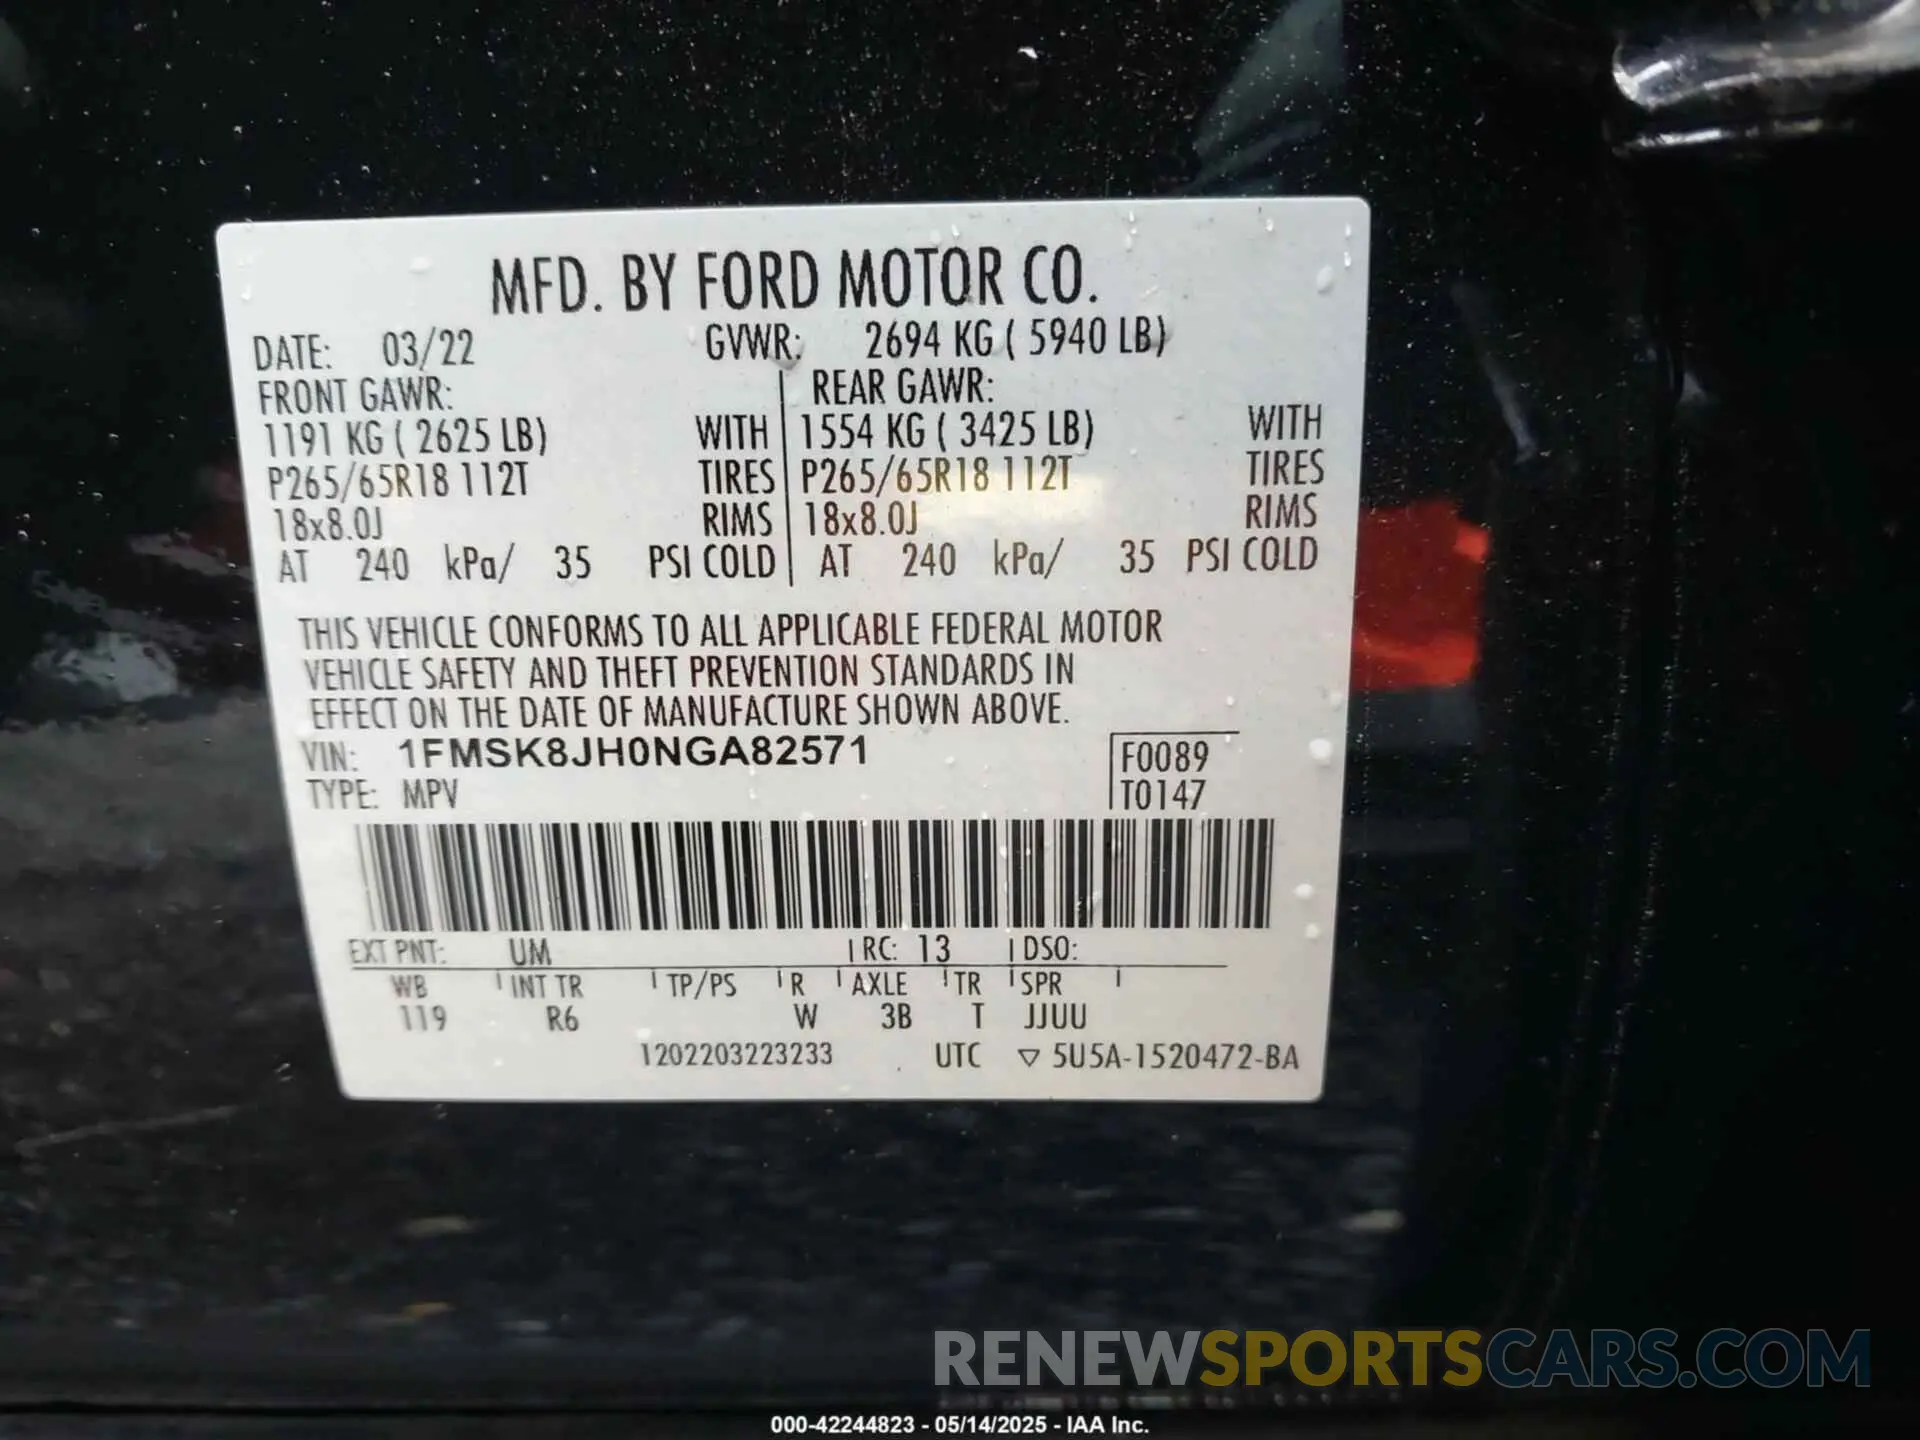 MFD. BY FORD MOTOR CO.
DATE: 03/22 GVWR: 2694 KG ( 5940 LB)
FRONT GAWR: REAR GAWR:
1191 KG ( 2625 LB) WITH 1554 KG ( 3425 LB) WITH
P265/65R18 112T TIRES P265/65R18 112T TIRES
18x8.0J RIMS 18x8.0J RIMS
AT 240 kPa/ 35 PSI COLD AT 240 kPa/ 35 PSI COLD
THIS VEHICLE CONFORMS TO ALL APPLICABLE FEDERAL MOTOR
VEHICLE SAFETY AND THEFT PREVENTION STANDARDS IN
EFFECT ON THE DATE OF MANUFACTURE SHOWN ABOVE.
VIN: 1FMSK8JH0NGA82571 F0089
TYPE: MPV T0147
EXT PNT: UM RC: 13 DSO:
WB INT TR TP/PS R AXLE TR SPR
119 R6 W 3B T JJUU
1202203223233 UTC ▽ 5U5A-1520472-BA
RENEWSPORTSCARS.COM
000-42244823 - 05/14/2025 - IAA Inc.